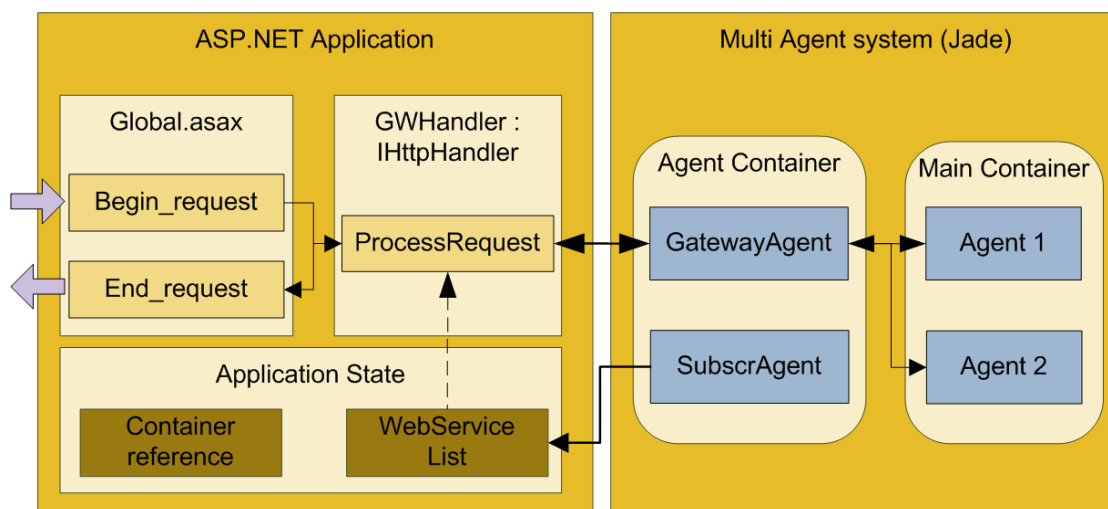 ASP.NET Application
Global.asax
Begin_request
End_request
GWHandler :
IHttpHandler
ProcessRequest
Application State
Container
reference
WebService
List
Multi Agent system (Jade)
Agent Container
GatewayAgent
SubscrAgent
Main Container
Agent 1
Agent 2